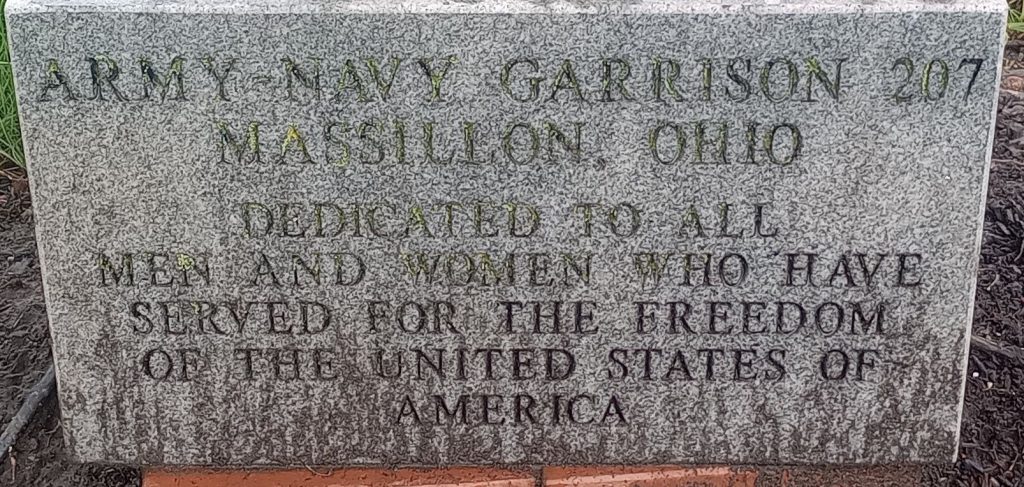 ARMY-NAVY GARRISON 207
MASSILLON, OHIO
DEDICATED TO ALL
MEN AND WOMEN WHO HAVE
SERVED FOR THE FREEDOM
OF THE UNITED STATES OF
AMERICA